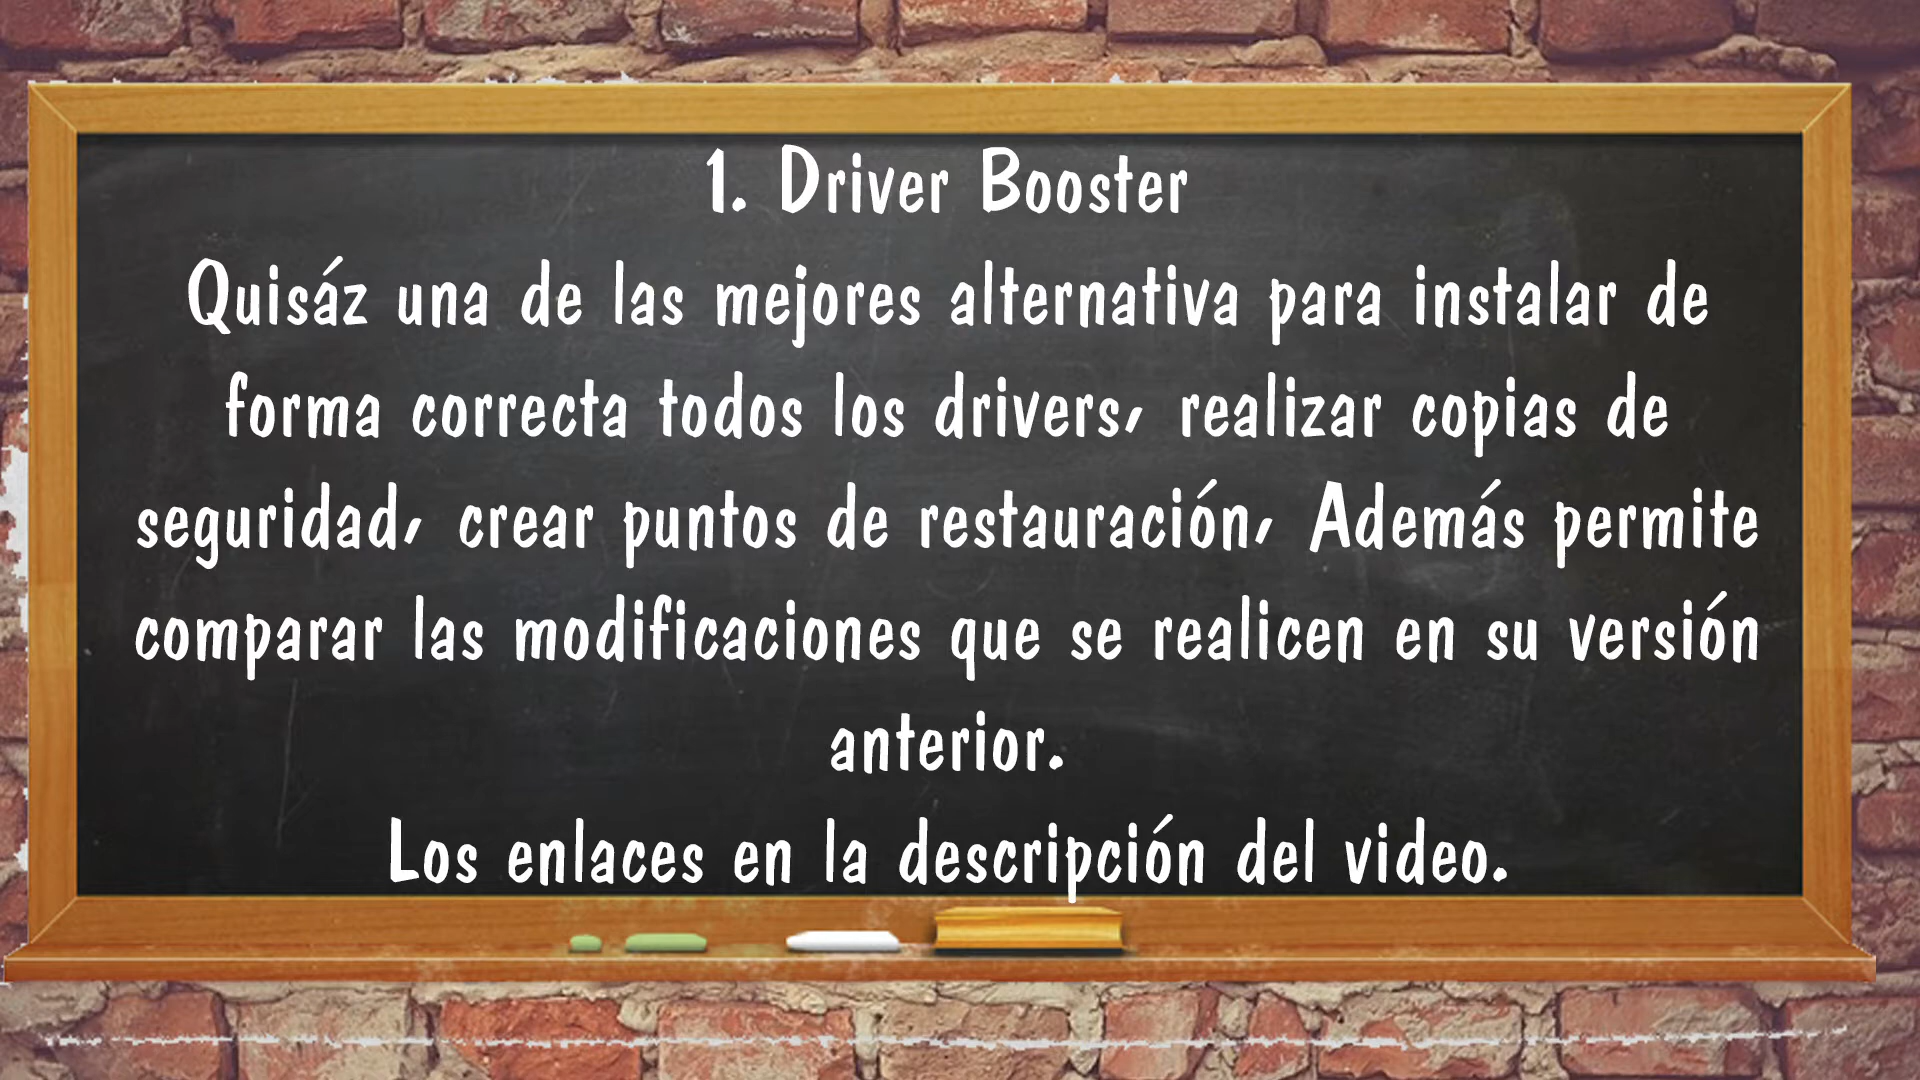 1. Driver Booster
Quisáz una de las mejores alternativa para instalar de
forma correcta todos los drivers, realizar copias de
seguridad, crear puntos de restauración, Además permite
comparar las modificaciones que se realicen en su versión
anterior.
Los enlaces en la descripción del video.